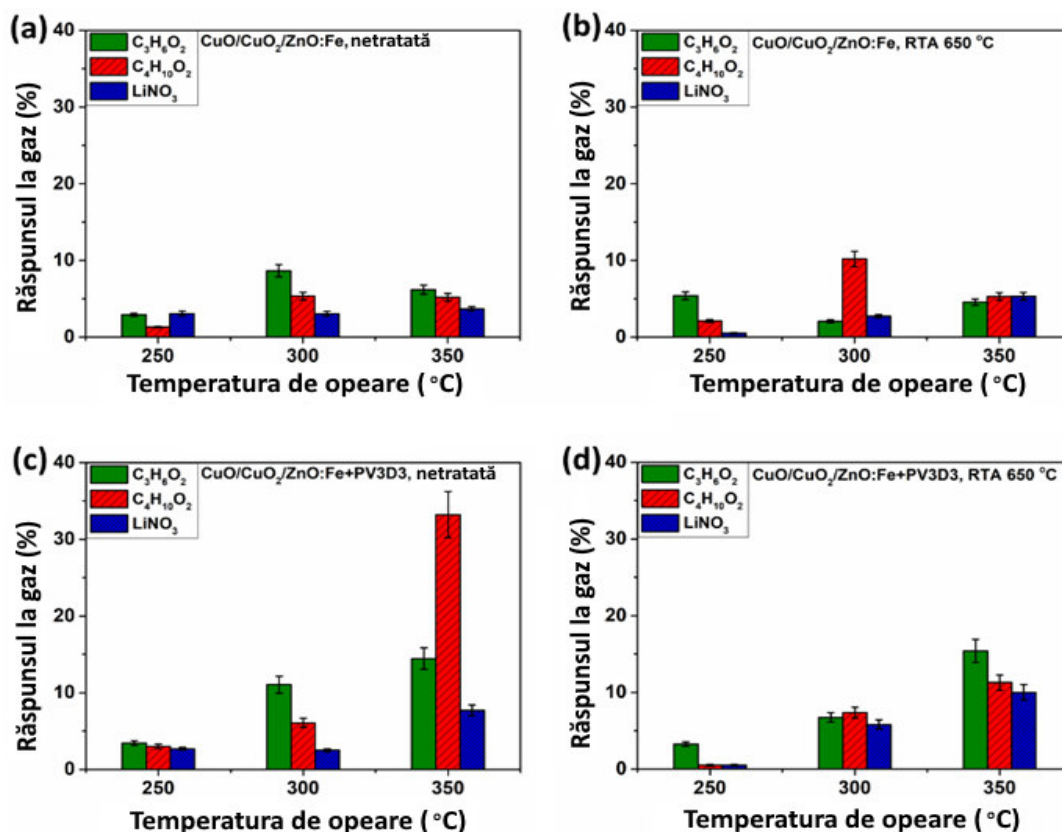 (a)
CuO/CuO₂/ZnO:Fe, netratată
C₃H₆O₂
C₄H₁₀O₂
LiNO₃
Răspunsul la gaz (%)
40
30
20
10
0
250 300 350
Temperatura de opeare (°C)
(b)
CuO/CuO₂/ZnO:Fe, RTA 650 °C
C₃H₆O₂
C₄H₁₀O₂
LiNO₃
Răspunsul la gaz (%)
40
30
20
10
0
250 300 350
Temperatura de opeare (°C)
(c)
CuO/CuO₂/ZnO:Fe+PV3D3, netratată
C₃H₆O₂
C₄H₁₀O₂
LiNO₃
Răspunsul la gaz (%)
40
30
20
10
0
250 300 350
Temperatura de opeare (°C)
(d)
CuO/CuO₂/ZnO:Fe+PV3D3, RTA 650 °C
C₃H₆O₂
C₄H₁₀O₂
LiNO₃
Răspunsul la gaz (%)
40
30
20
10
0
250 300 350
Temperatura de opeare (°C)